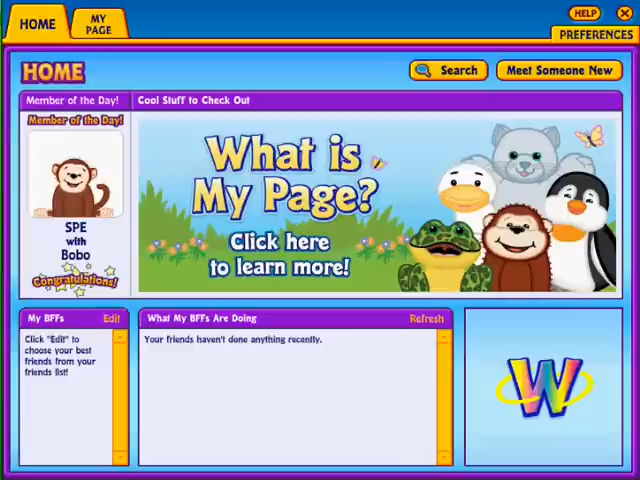 HOME
MY
PAGE
HELP
PREFERENCES
HOME
Search
Meet Someone New
Member of the Day!
Cool Stuff to Check Out
Member of the Day!
SPE
with
Bobo
Congratulations!
What is
My Page?
Click here
to learn more!
My BFFs
Edit
Click "Edit" to
choose your best
friends from your
friends list!
What My BFFs Are Doing
Refresh
Your friends haven't done anything recently.
W